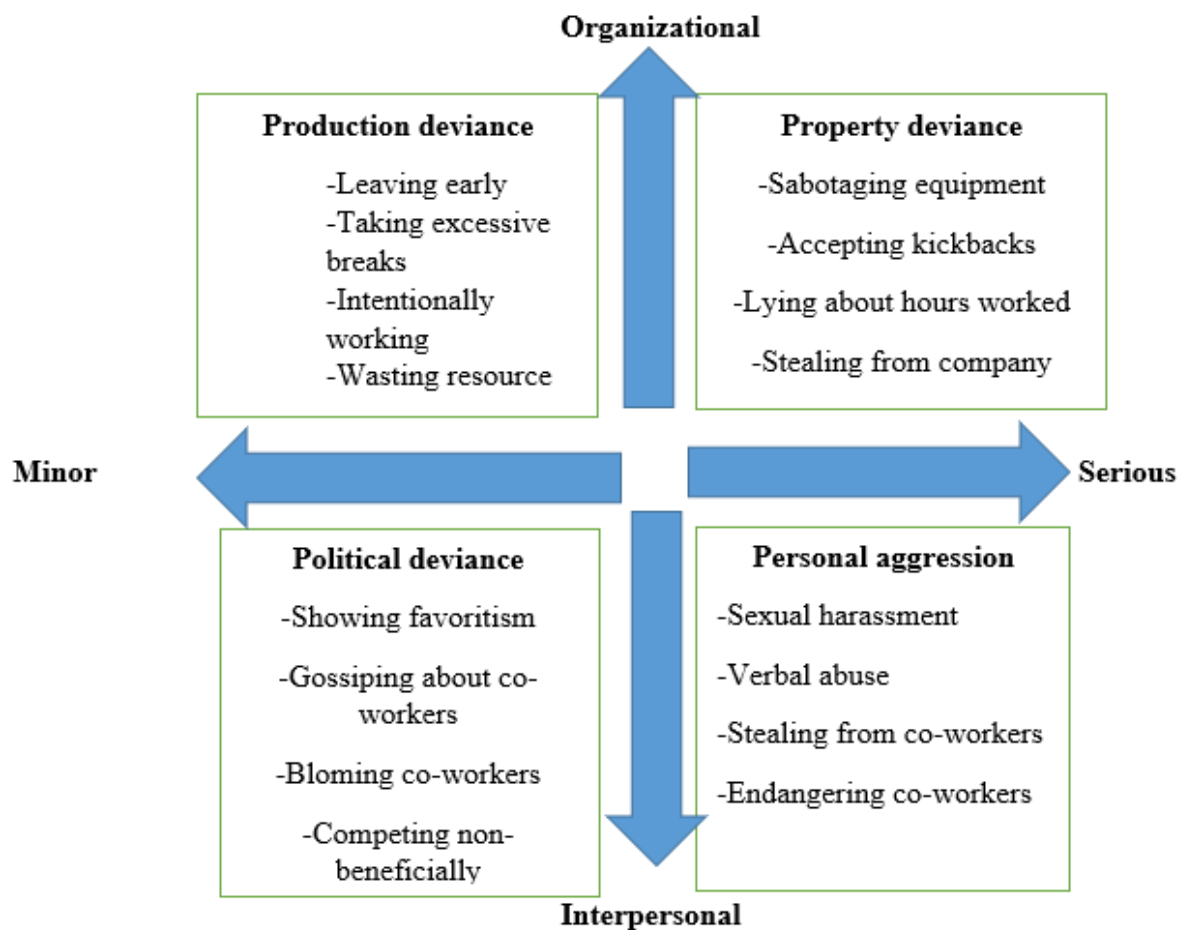 Organizational
Production deviance
-Leaving early
-Taking excessive
breaks
-Intentionally
working
-Wasting resource
Property deviance
-Sabotaging equipment
-Accepting kickbacks
-Lying about hours worked
-Stealing from company
Minor
Serious
Political deviance
-Showing favoritism
-Gossiping about co-
workers
-Bloming co-workers
-Competing non-
beneficially
Personal aggression
-Sexual harassment
-Verbal abuse
-Stealing from co-workers
-Endangering co-workers
Interpersonal